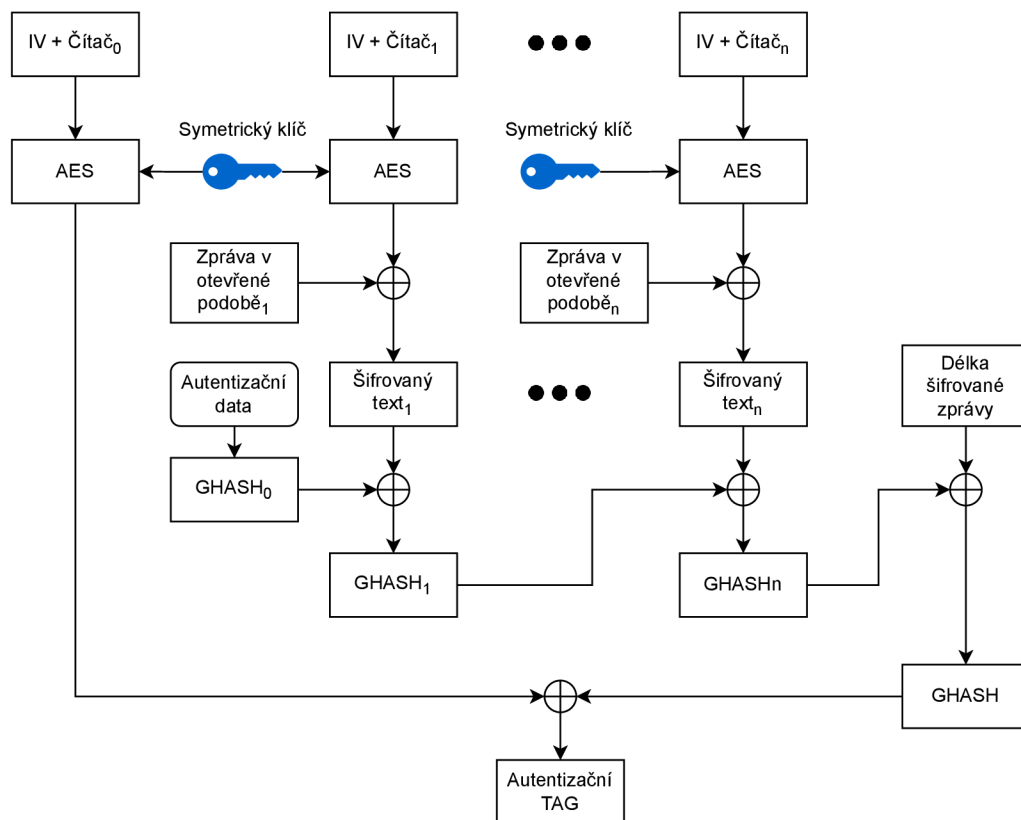 IV + Čítač0
IV + Čítač1
IV + Čítačn
Symetrický klíč
Symetrický klíč
AES
AES
AES
Zpráva v
otevřené
podobě1
Zpráva v
otevřené
podoběn
Autentizační
data
Šifrovaný
text1
Šifrovaný
textn
Délka
šifrované
zprávy
GHASH0
GHASH1
GHASHn
GHASH
Autentizační
TAG